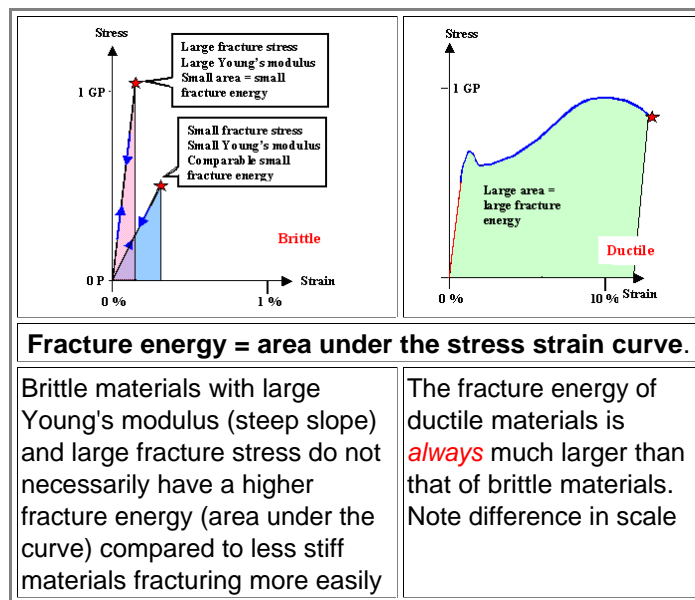 Stress
Large fracture stress
Large Young's modulus
Small area = small
fracture energy
1 GP
Small fracture stress
Small Young's modulus
Comparable small
fracture energy
Brittle
0 P
Strain
0 %
1 %
Stress
1 GP
Large area =
large fracture
energy
Ductile
0 %
10 %
Strain
Fracture energy = area under the stress strain curve.
Brittle materials with large
Young's modulus (steep slope)
and large fracture stress do not
necessarily have a higher
fracture energy (area under the
curve) compared to less stiff
materials fracturing more easily
The fracture energy of
ductile materials is
always much larger than
that of brittle materials.
Note difference in scale